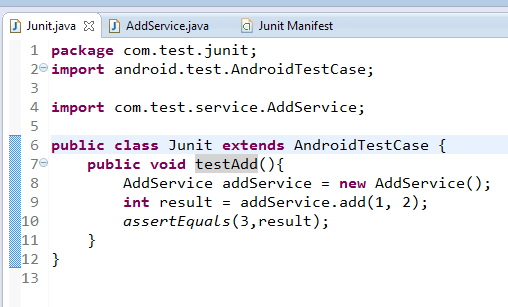 Junit.java AddService.java Junit Manifest
1 package com.test.junit;
2 import android.test.AndroidTestCase;
3
4 import com.test.service.AddService;
5
6 public class Junit extends AndroidTestCase {
7 public void testAdd(){
8 AddService addService = new AddService();
9 int result = addService.add(1, 2);
10 assertEquals(3,result);
11 }
12 }
13